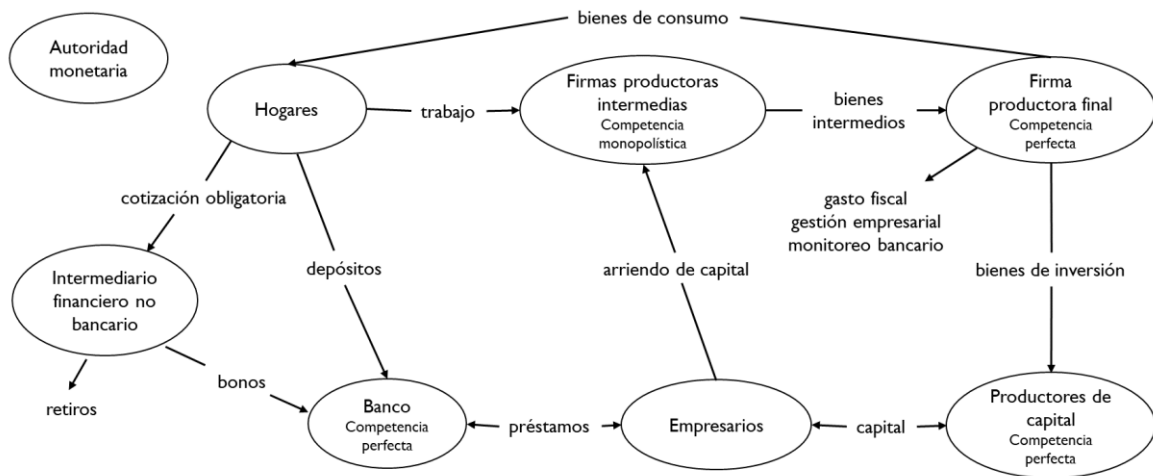 bienes de consumo
Autoridad
monetaria
Hogares
trabajo
Firmas productoras
intermedias
Competencia
monopolística
bienes
intermedios
Firma
productora final
Competencia
perfecta
cotización obligatoria
gasto fiscal
gestión empresarial
monitoreo bancario
Intermediario
financiero no
bancario
depósitos
arriendo de capital
bienes de inversión
bonos
retiros
Banco
Competencia
perfecta
préstamos
Empresarios
capital
Productores de
capital
Competencia
perfecta